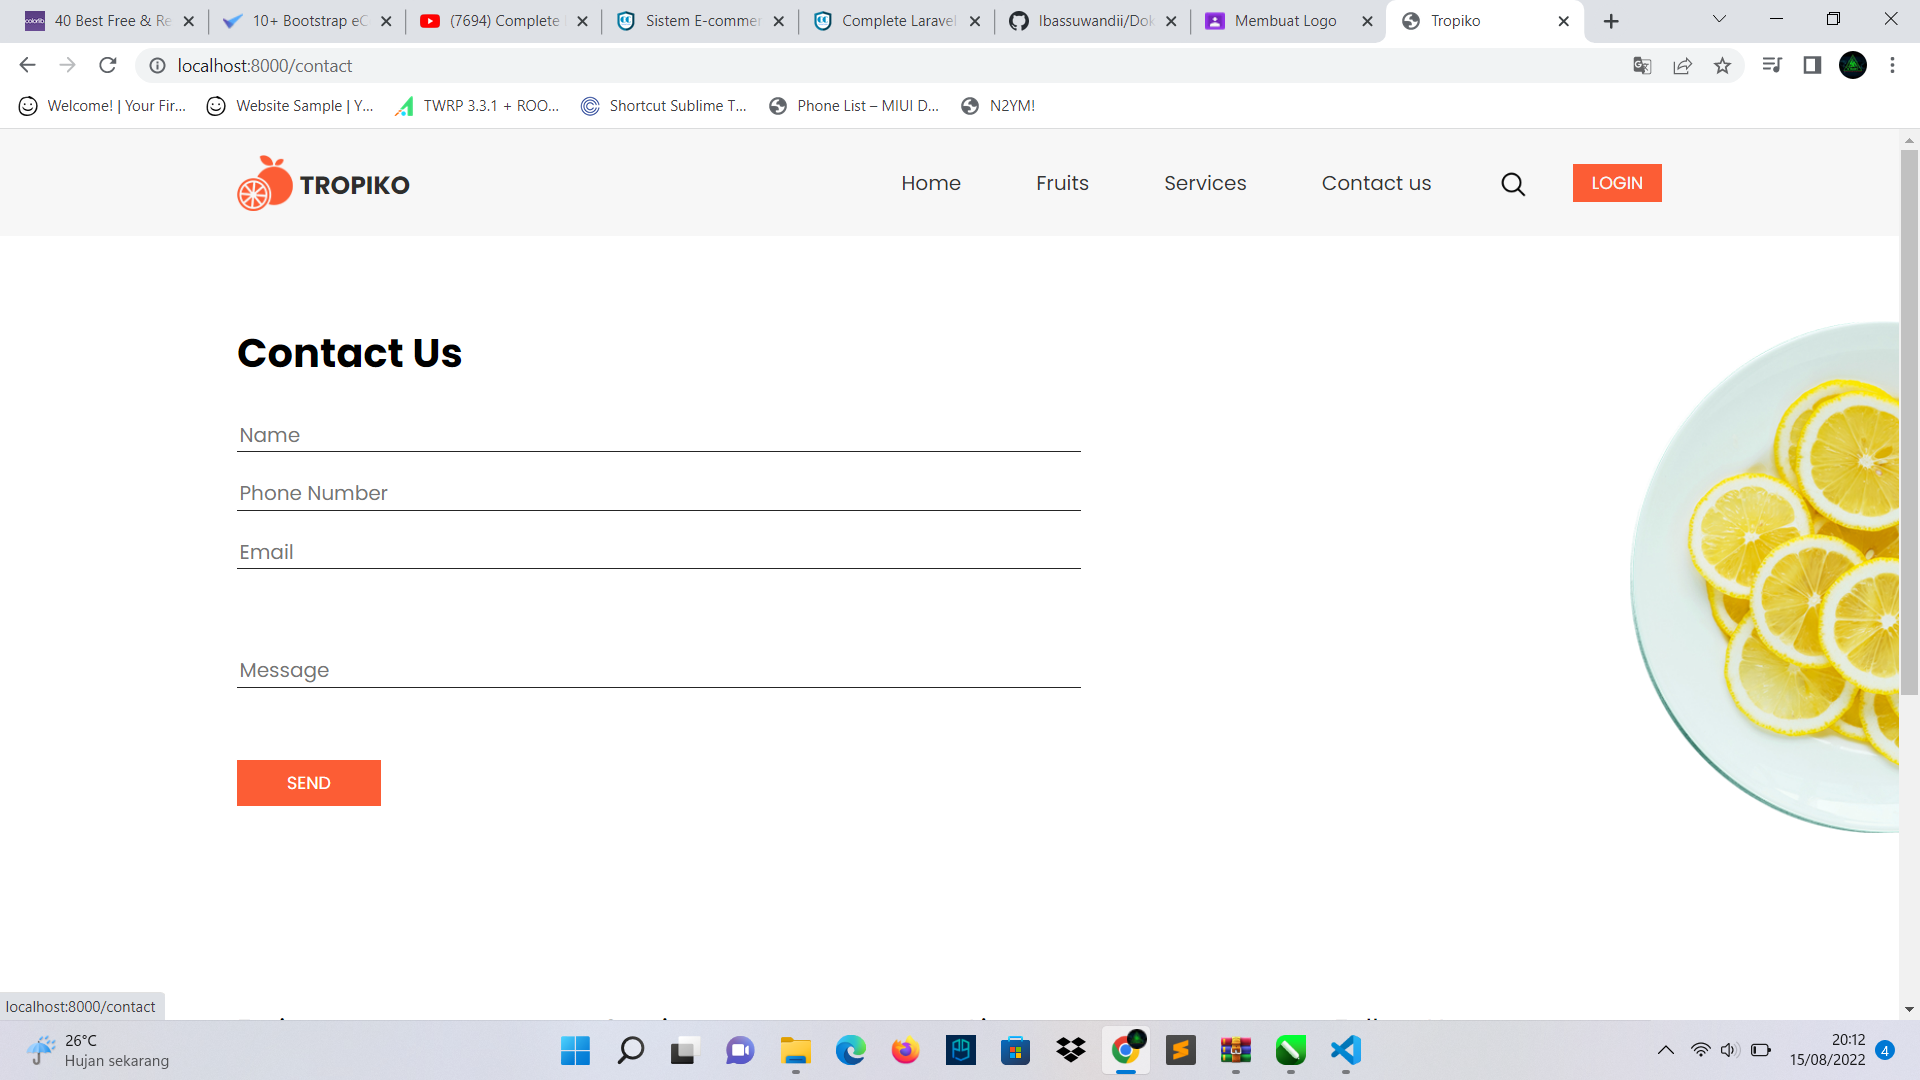 40 Best Free & Re
10+ Bootstrap eC
(7694) Complete
Sistem E-commer
Complete Laravel
Ibassuwandii/Dok
Membuat Logo
Tropiko
localhost:8000/contact
Welcome! | Your Fir...
Website Sample | Y...
TWRP 3.3.1 + ROO...
Shortcut Sublime T...
Phone List – MIUI D...
N2YM!
TROPIKO
Home
Fruits
Services
Contact us
LOGIN
Contact Us
Name
Phone Number
Email
Message
SEND
localhost:8000/contact
26°C
Hujan sekarang
20:12
15/08/2022
4